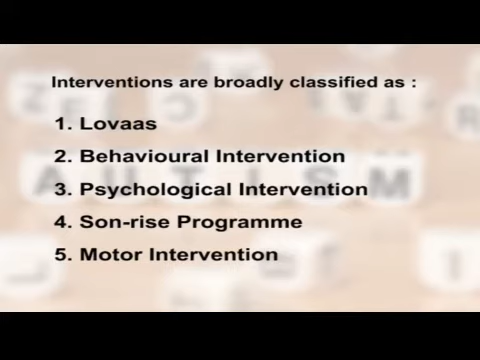 Interventions are broadly classified as :
1. Lovaas
2. Behavioural Intervention
3. Psychological Intervention
4. Son-rise Programme
5. Motor Intervention
AUTISM